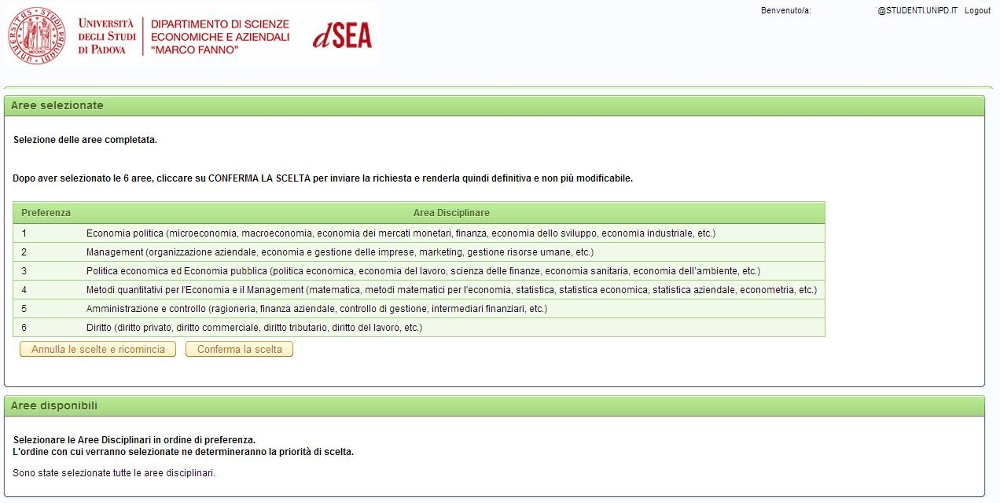 Benvenuto/a: @STUDENTI.UNIPD.IT Logout
UNIVERSITÀ
DEGLI STUDI
DI PADOVA
DIPARTIMENTO DI SCIENZE
ECONOMICHE E AZIENDALI
“MARCO FANNO”
dSEA
Aree selezionate
Selezione delle aree completata.
Dopo aver selezionato le 6 aree, cliccare su CONFERMA LA SCELTA per inviare la richiesta e renderla quindi definitiva e non più modificabile.
Preferenza Area Disciplinare
1 Economia politica (microeconomia, macroeconomia, economia dei mercati monetari, finanza, economia dello sviluppo, economia industriale, etc.)
2 Management (organizzazione aziendale, economia e gestione delle imprese, marketing, gestione risorse umane, etc.)
3 Politica economica ed Economia pubblica (politica economica, economia del lavoro, scienza delle finanze, economia sanitaria, economia dell'ambiente, etc.)
4 Metodi quantitativi per l'Economia e il Management (matematica, metodi matematici per l'economia, statistica, statistica economica, statistica aziendale, econometria, etc.)
5 Amministrazione e controllo (ragioneria, finanza aziendale, controllo di gestione, intermediari finanziari, etc.)
6 Diritto (diritto privato, diritto commerciale, diritto tributario, diritto del lavoro, etc.)
Annulla le scelte e ricomincia Conferma la scelta
Aree disponibili
Selezionare le Aree Disciplinari in ordine di preferenza.
L'ordine con cui verranno selezionate ne determineranno la priorità di scelta.
Sono state selezionate tutte le aree disciplinari.